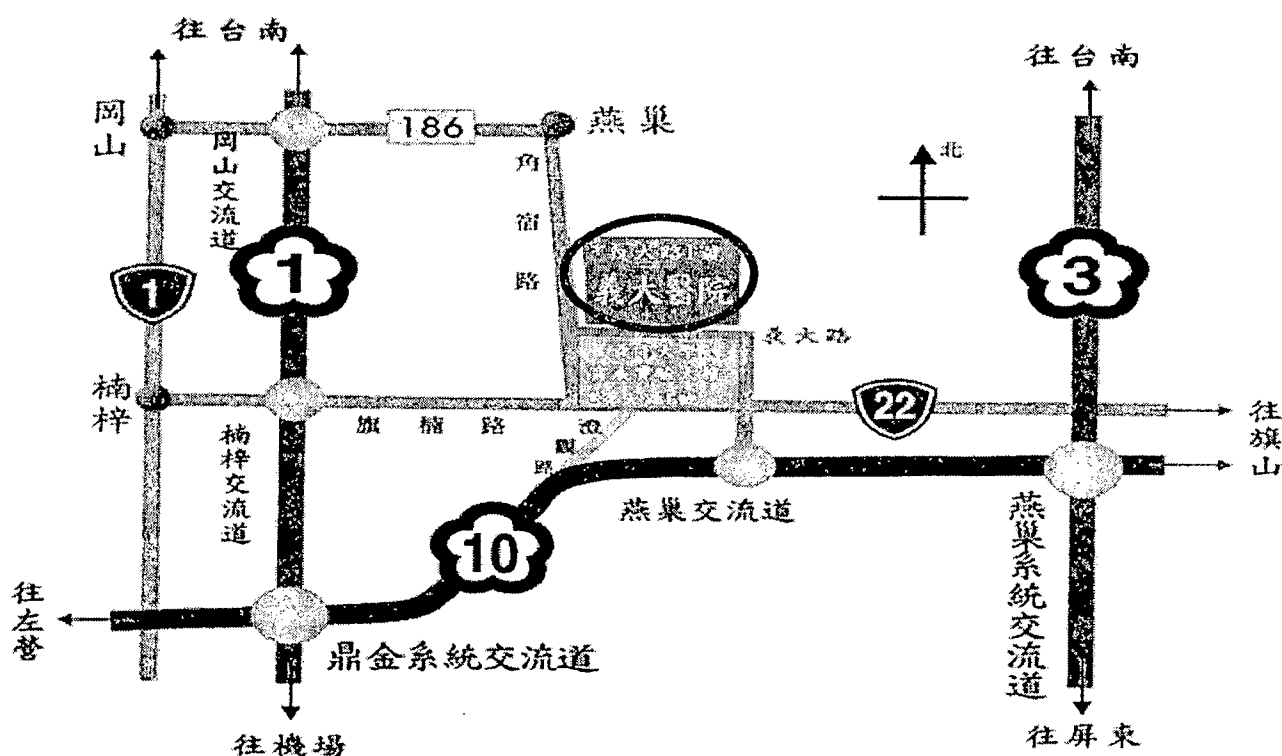 往台南
往台南
岡山
186
燕巢
北
岡山交流道
角宿路
1
1
3
義大醫院
義大路
楠梓
22
往旗山
旗楠路
澄觀路
楠梓交流道
燕巢交流道
燕巢系統交流道
10
往左營
鼎金系統交流道
往機場
往屏東